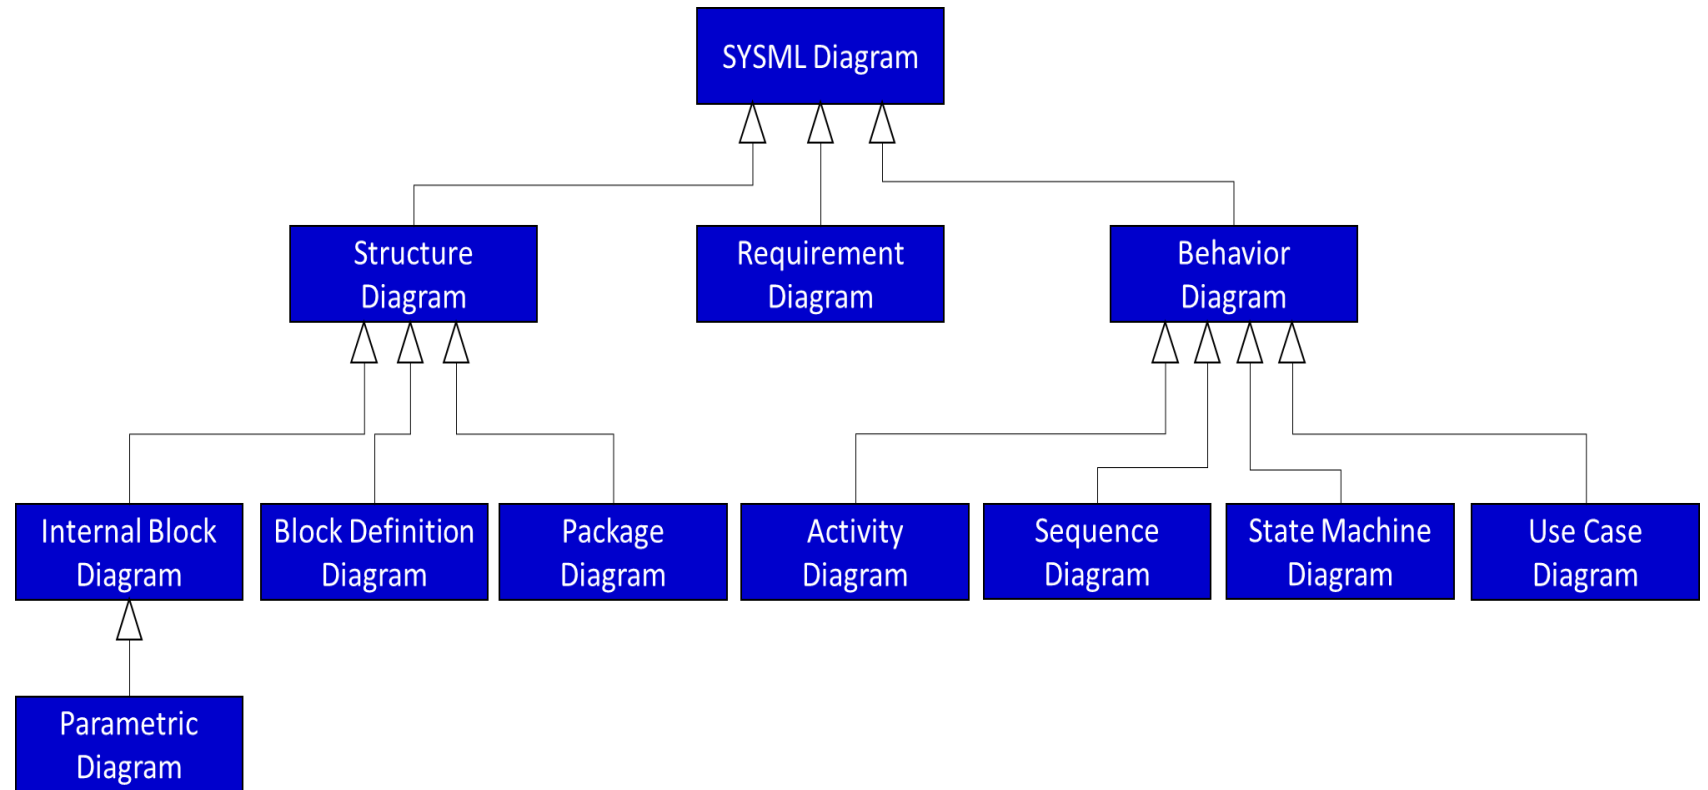 SYSML Diagram
Structure
Diagram
Requirement
Diagram
Behavior
Diagram
Internal Block
Diagram
Block Definition
Diagram
Package
Diagram
Activity
Diagram
Sequence
Diagram
State Machine
Diagram
Use Case
Diagram
Parametric
Diagram